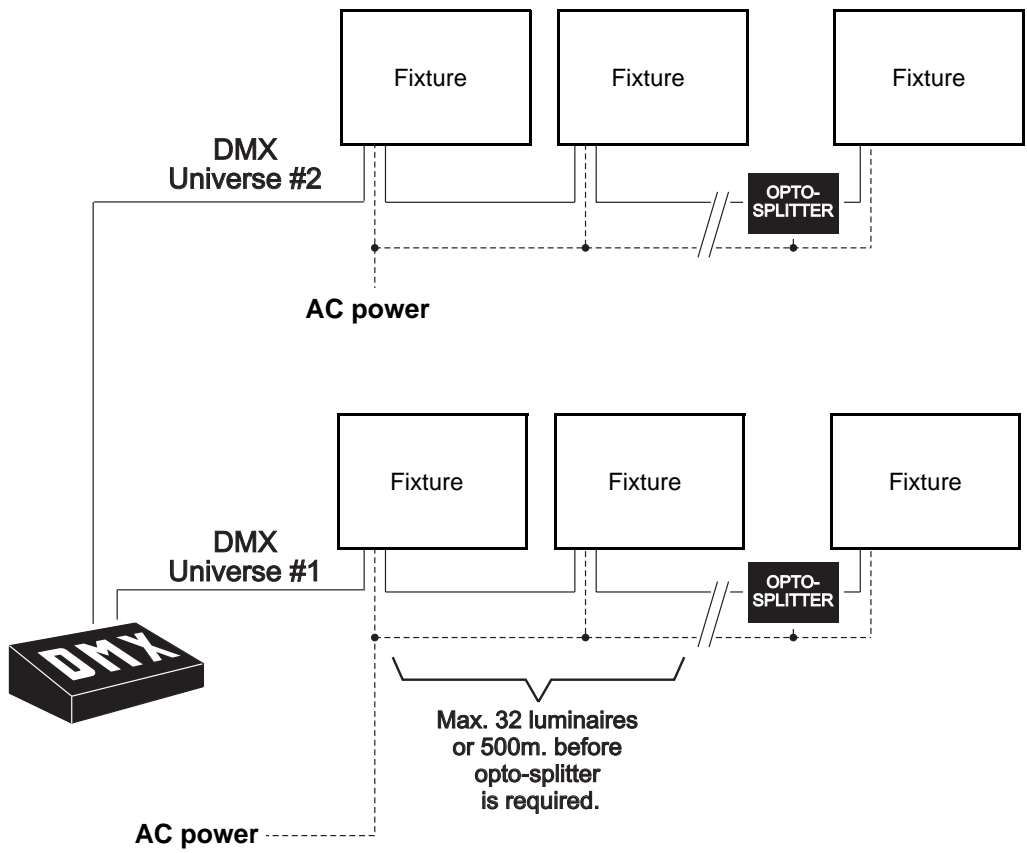 Fixture
Fixture
Fixture
DMX
Universe #2
OPTO-
SPLITTER
AC power
Fixture
Fixture
Fixture
DMX
Universe #1
OPTO-
SPLITTER
DMX
Max. 32 luminaires
or 500m. before
opto-splitter
is required.
AC power